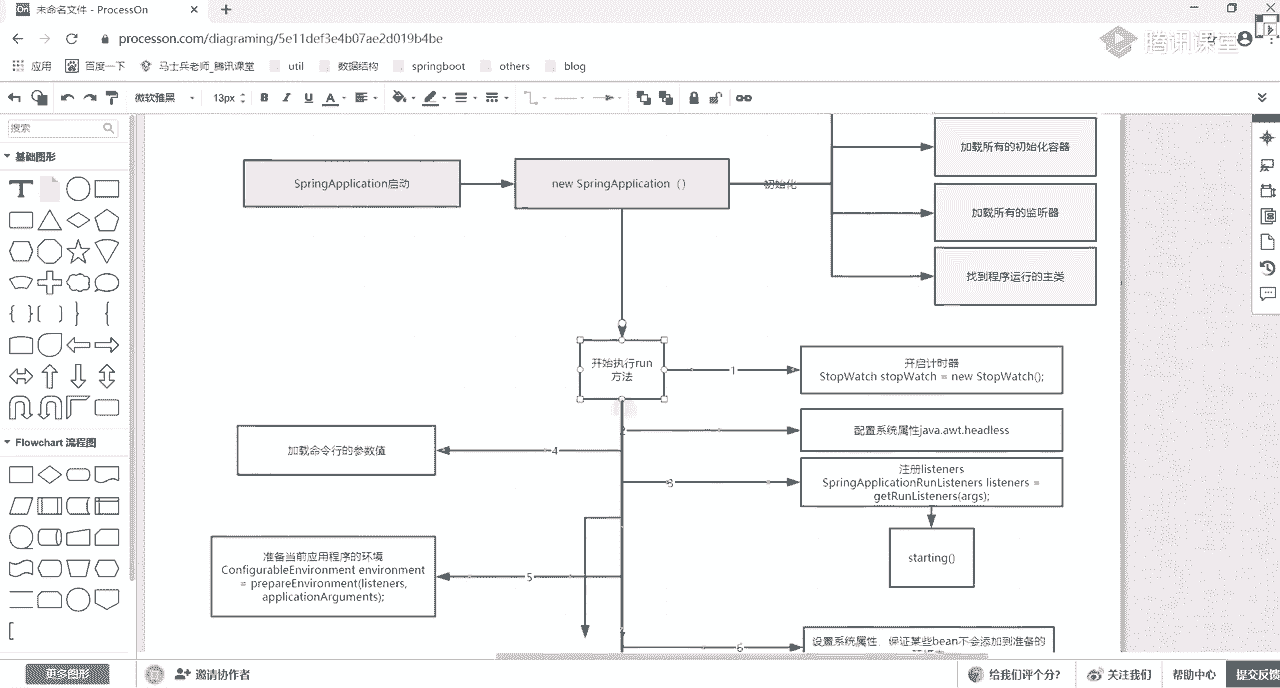 未命名文件 - ProcessOn
processon.com/diagraming/5e11def3e4b07ae2d019b4be
腾讯课堂
应用
百度一下
马士兵老师_腾讯课堂
util
数据结构
springboot
others
blog
微软雅黑
13px
搜索
基础图形
Flowchart 流程图
更多图形
SpringApplication启动
new SpringApplication（）
初始化
加载所有的初始化容器
加载所有的监听器
找到程序运行的主类
开始执行run
方法
1
开启计时器
StopWatch stopWatch = new StopWatch();
配置系统属性java.awt.headless
注册listeners
SpringApplicationRunListeners listeners =
getRunListeners(args);
starting()
4
加载命令行的参数值
5
准备当前应用程序的环境
ConfigurableEnvironment environment
= prepareEnvironment(listeners,
applicationArguments);
6
设置系统属性，保证某些bean不会添加到准备的
邀请协作者
给我们评个分?
关注我们
帮助中心
提交反馈